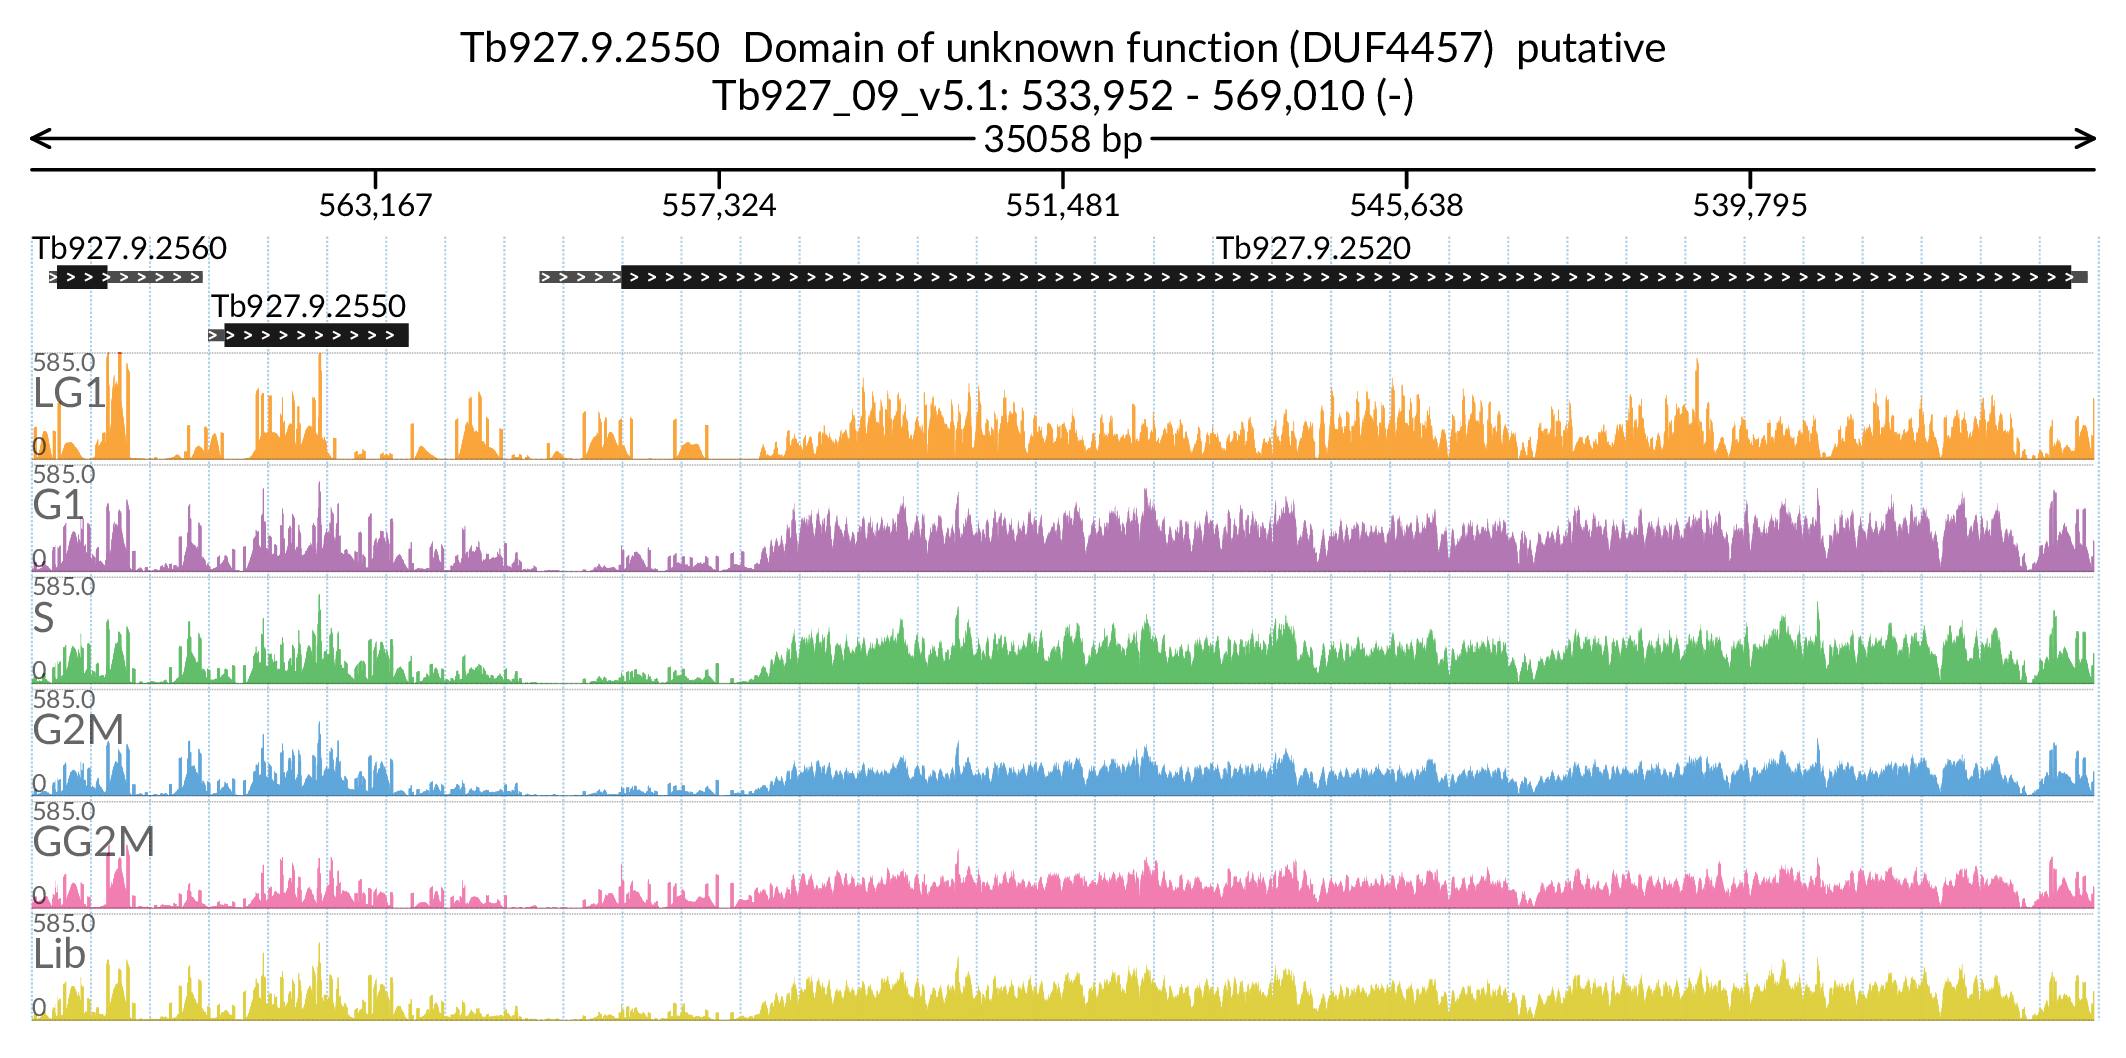 Tb927.9.2550  Domain of unknown function (DUF4457)  putative
Tb927_09_v5.1: 533,952 - 569,010 (-)
35058 bp
563,167 557,324 551,481 545,638 539,795
Tb927.9.2560 Tb927.9.2520
Tb927.9.2550
585.0
LG1
0
585.0
G1
0
585.0
S
0
585.0
G2M
0
585.0
GG2M
0
585.0
Lib
0